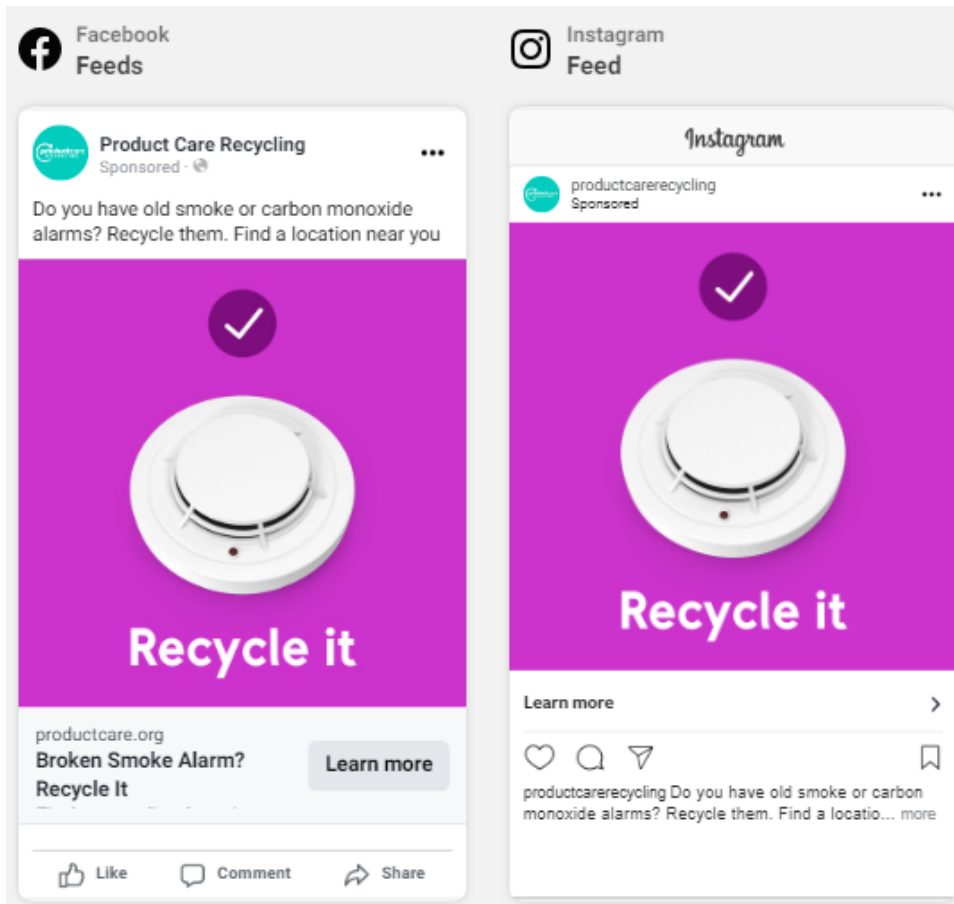 Facebook
Feeds
Product Care Recycling
Sponsored ·
Do you have old smoke or carbon monoxide
alarms? Recycle them. Find a location near you
Recycle it
productcare.org
Broken Smoke Alarm?
Recycle It
Learn more
Like
Comment
Share
Instagram
Feed
Instagram
productcarerecycling
Sponsored
Recycle it
Learn more
productcarerecycling Do you have old smoke or carbon
monoxide alarms? Recycle them. Find a locatio... more